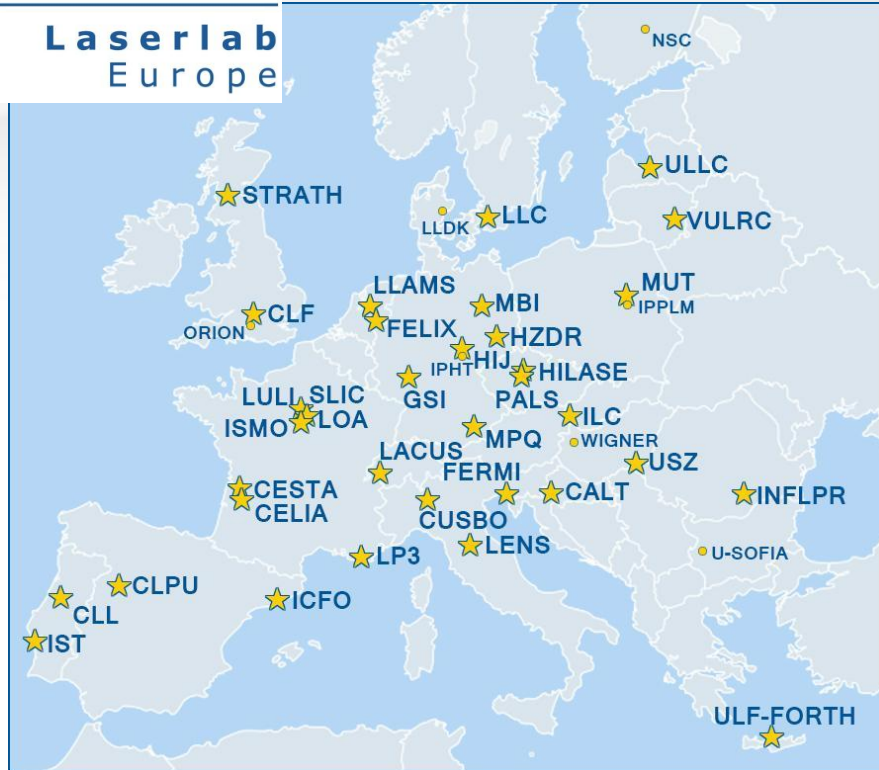 Laserlab
Europe
NSC
ULLC
STRATH
LLDK
LLC
VULRC
LLAMS
MBI
MUT
IPPLM
CLF
ORION
FELIX
HZDR
IPHT
HIJ
HILASE
GSI
PALS
LULI
SLIC
ISMO
LOA
ILC
MPQ
WIGNER
LACUS
FERMI
USZ
CESTA
CELIA
CUSBO
CALT
INFLPR
LENS
U-SOFIA
LP3
CLPU
ICFO
CLL
IST
ULF-FORTH